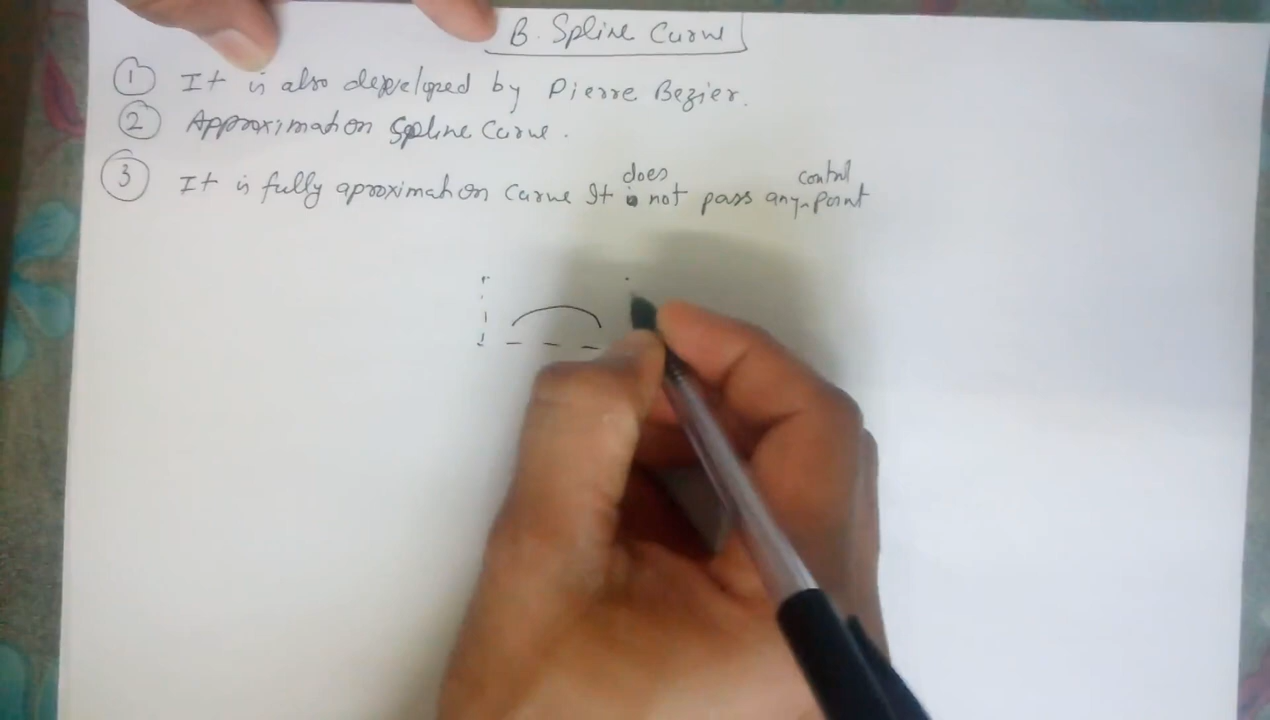 B. Spline Curve
① It is also developed by Pierre Bezier.
② Approximation Spline Curve.
③ It is fully aproximation curve It does not pass any control point